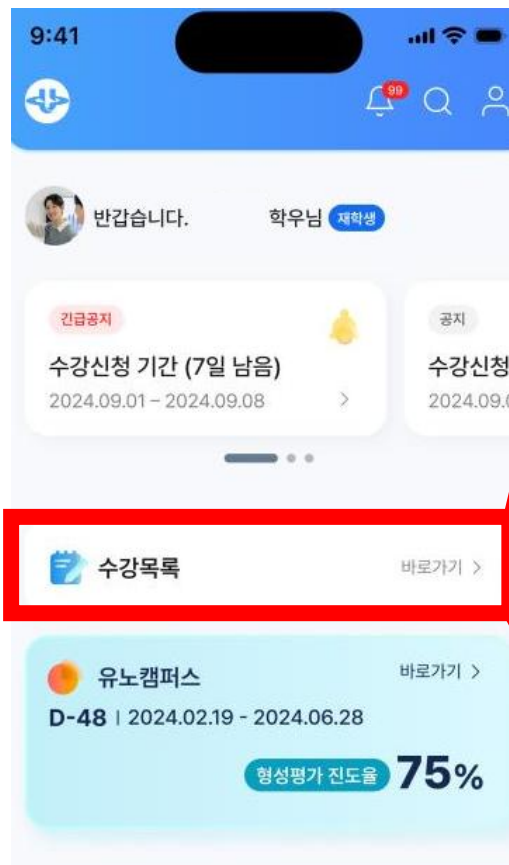 9:41
99
반갑습니다. 학우님 재학생
긴급공지
수강신청 기간 (7일 남음)
2024.09.01 – 2024.09.08
공지
수강신청
2024.09.0
수강목록 바로가기
유노캠퍼스 바로가기
D-48 | 2024.02.19 - 2024.06.28
형성평가 진도율 75%